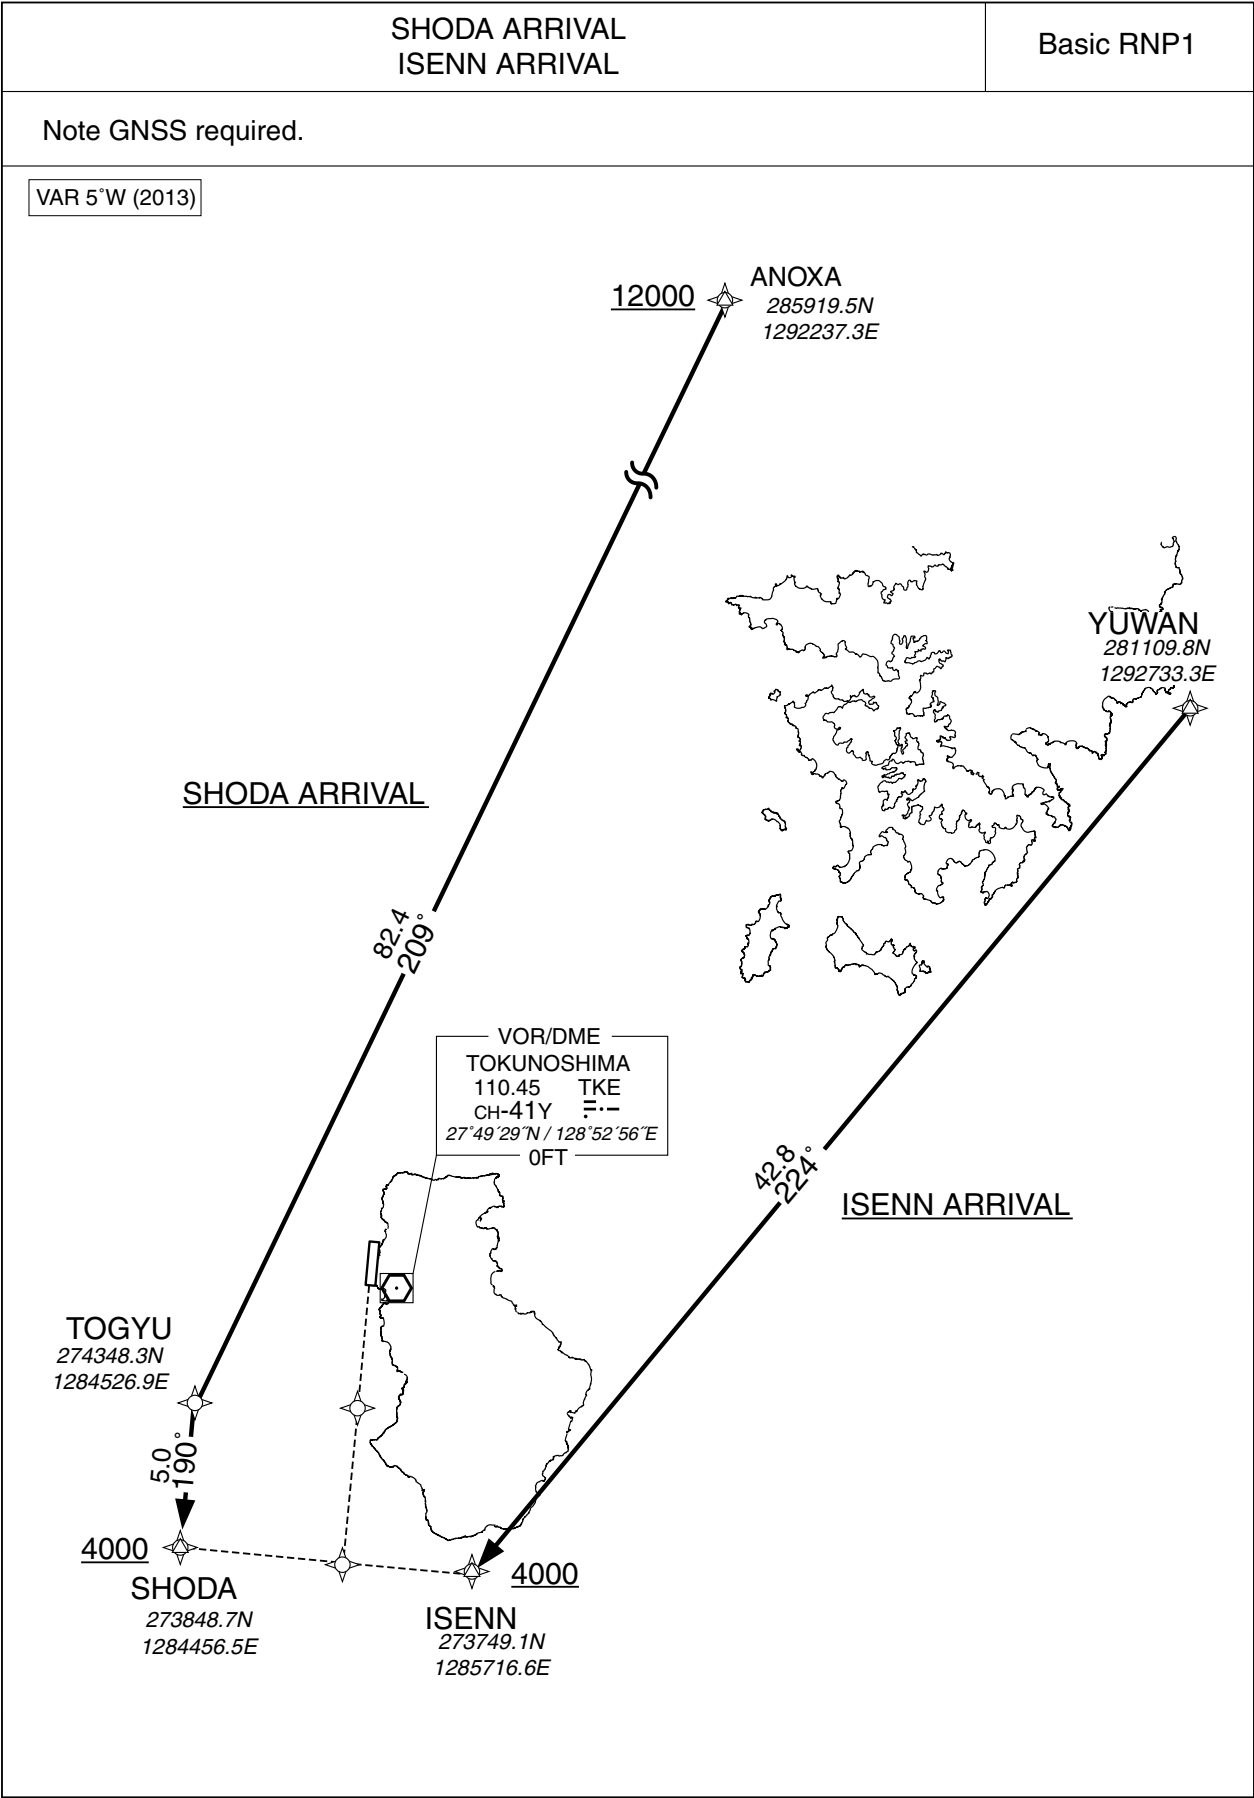 SHODA ARRIVAL
ISENN ARRIVAL
Basic RNP1
Note GNSS required.
VAR 5°W (2013)
12000
ANOXA
285919.5N
1292237.3E
YUWAN
281109.8N
1292733.3E
SHODA ARRIVAL
82.4
209°
VOR/DME
TOKUNOSHIMA
110.45 TKE
CH-41Y
27°49′29″N / 128°52′56″E
0FT
42.8
224°
ISENN ARRIVAL
TOGYU
274348.3N
1284526.9E
5.0
190°
4000
SHODA
273848.7N
1284456.5E
4000
ISENN
273749.1N
1285716.6E